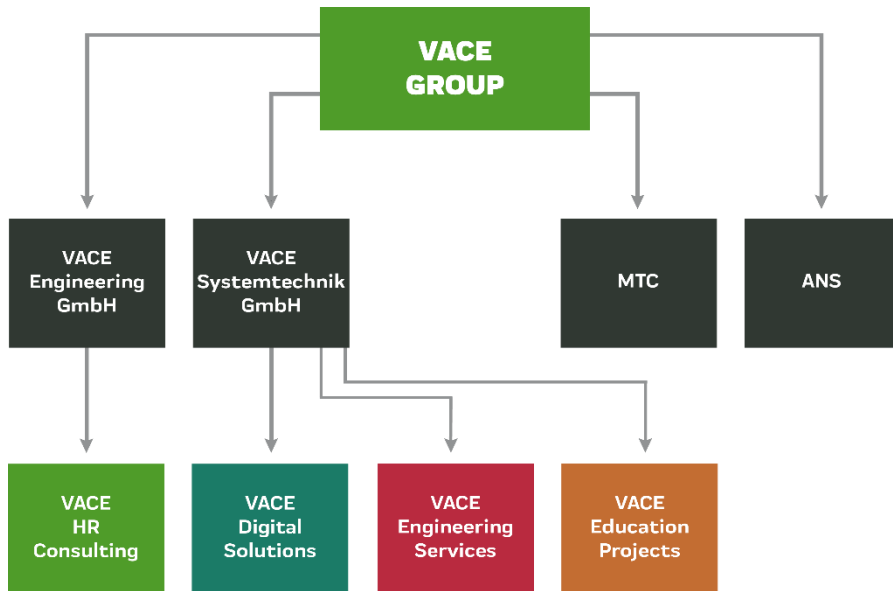 VACE
GROUP
VACE
Engineering
GmbH
VACE
Systemtechnik
GmbH
MTC
ANS
VACE
HR
Consulting
VACE
Digital
Solutions
VACE
Engineering
Services
VACE
Education
Projects